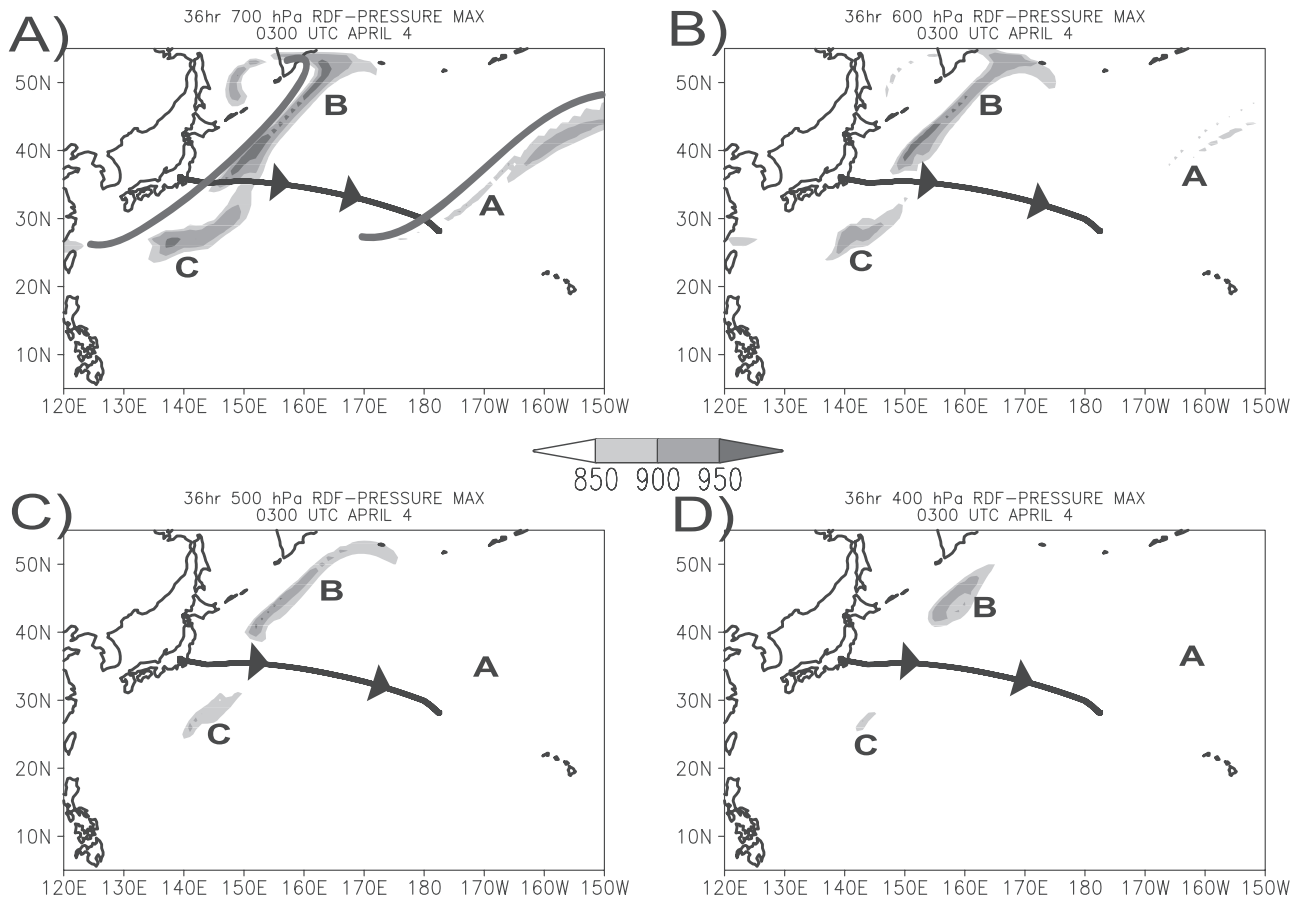 A)
36hr 700 hPa RDF-PRESSURE MAX
0300 UTC APRIL 4
50N
40N
30N
20N
10N
120E 130E 140E 150E 160E 170E 180 170W 160W 150W
B
A
C
B)
36hr 600 hPa RDF-PRESSURE MAX
0300 UTC APRIL 4
50N
40N
30N
20N
10N
120E 130E 140E 150E 160E 170E 180 170W 160W 150W
B
A
C
850 900 950
C)
36hr 500 hPa RDF-PRESSURE MAX
0300 UTC APRIL 4
50N
40N
30N
20N
10N
120E 130E 140E 150E 160E 170E 180 170W 160W 150W
B
A
C
D)
36hr 400 hPa RDF-PRESSURE MAX
0300 UTC APRIL 4
50N
40N
30N
20N
10N
120E 130E 140E 150E 160E 170E 180 170W 160W 150W
B
A
C